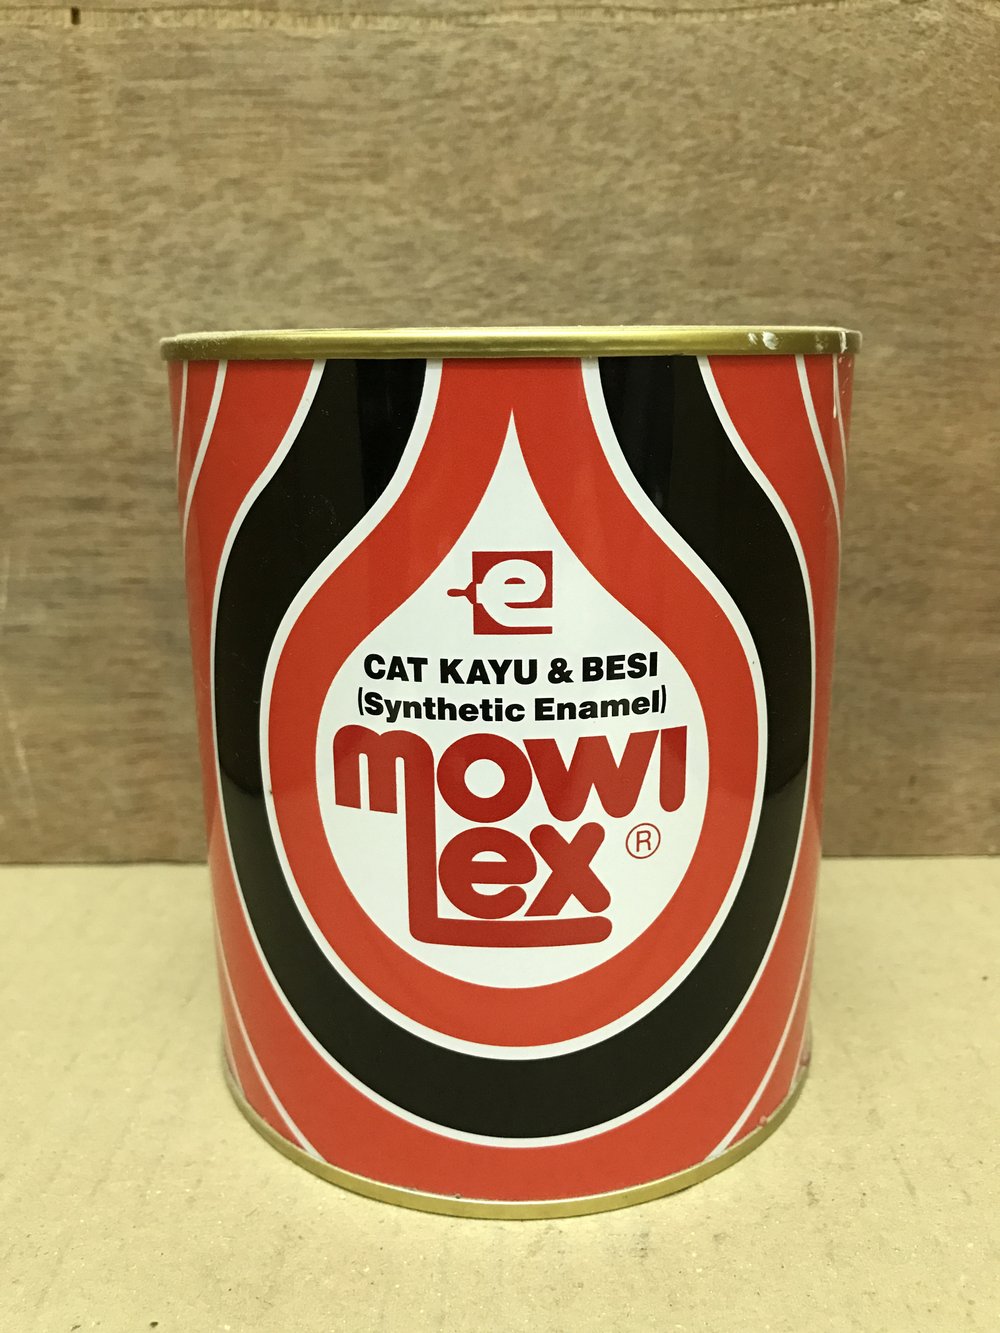 e
CAT KAYU & BESI
(Synthetic Enamel)
mowi
Lex ®